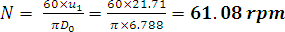 N = 60×u₁/πD₀ = 60×21.71/π×6.788 = 61.08 rpm